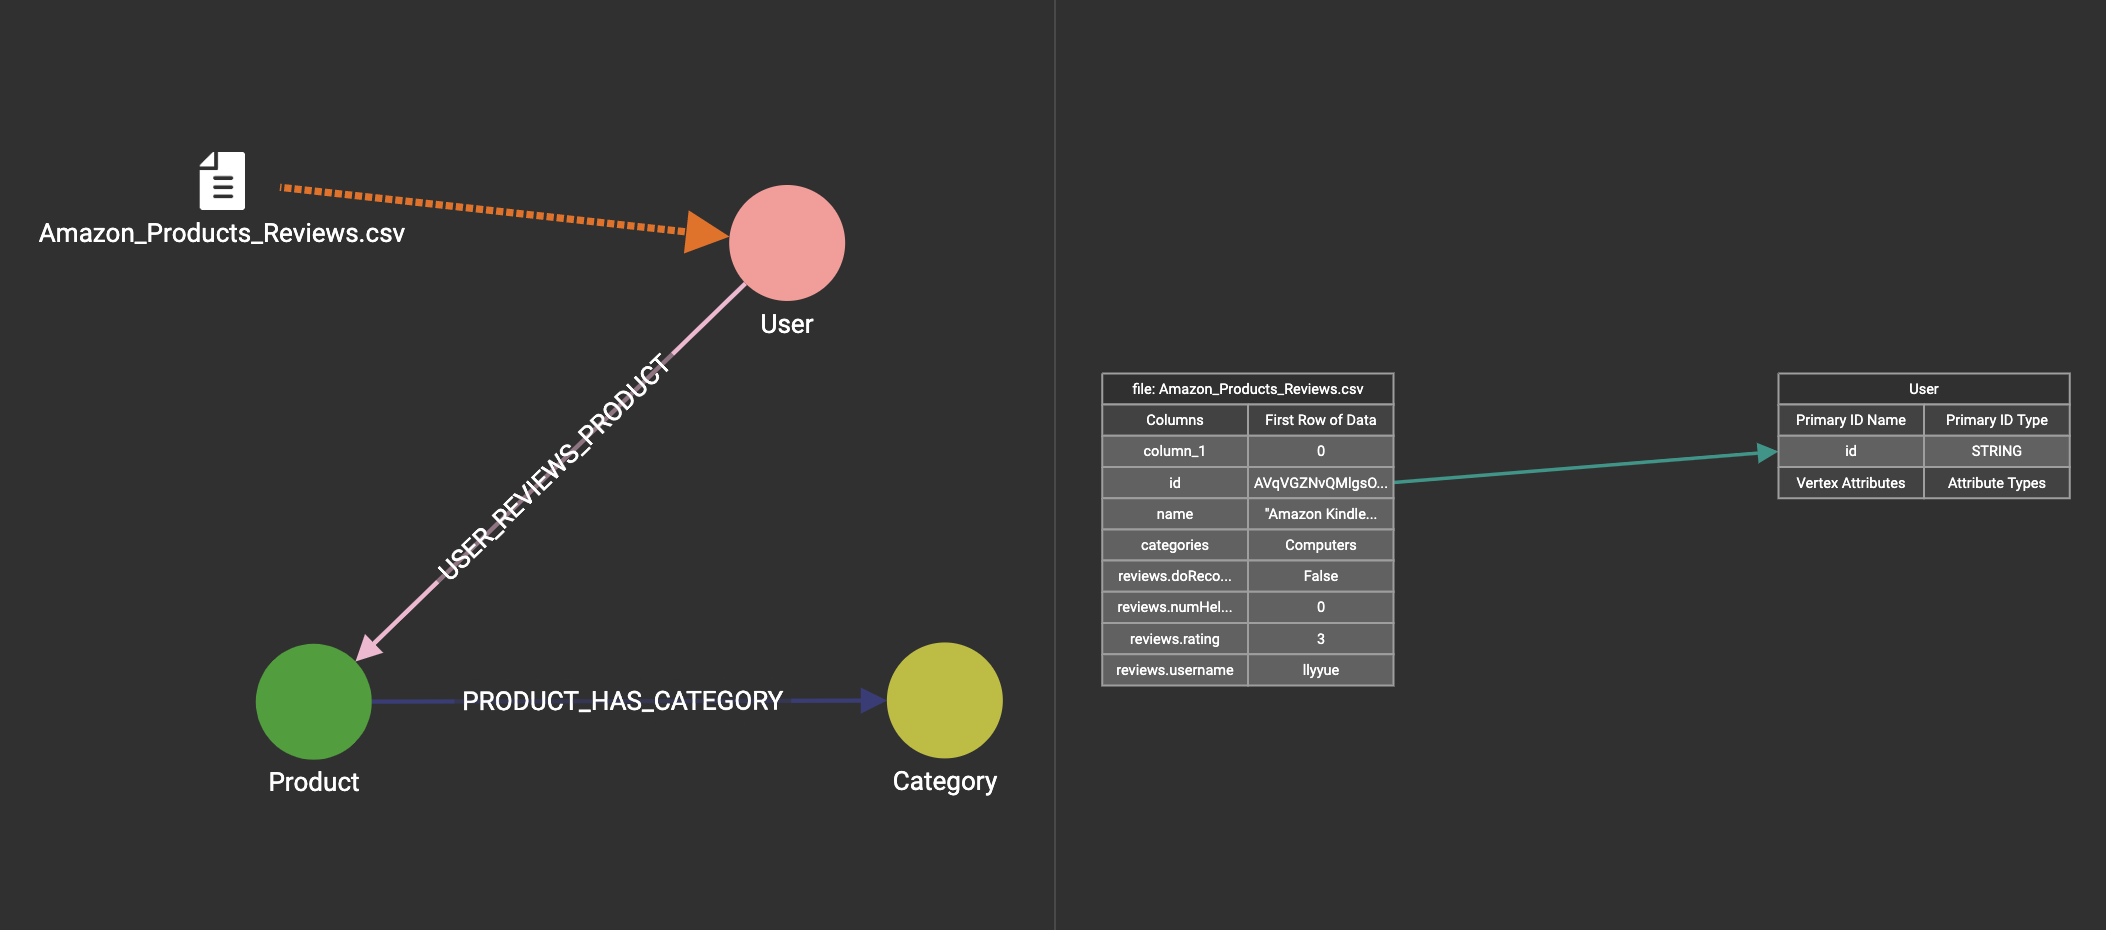 Amazon_Products_Reviews.csv
User
USER_REVIEWS_PRODUCT
Product
PRODUCT_HAS_CATEGORY
Category
file: Amazon_Products_Reviews.csv
Columns First Row of Data
column_1 0
id AVqVGZNvQMlgsO...
name "Amazon Kindle...
categories Computers
reviews.doReco... False
reviews.numHel... 0
reviews.rating 3
reviews.username llyyue
User
Primary ID Name Primary ID Type
id STRING
Vertex Attributes Attribute Types